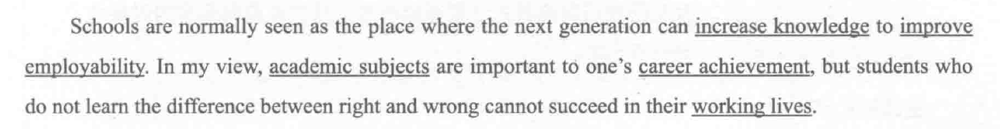 Schools are normally seen as the place where the next generation can increase knowledge to improve
employability. In my view, academic subjects are important to one’s career achievement, but students who
do not learn the difference between right and wrong cannot succeed in their working lives.